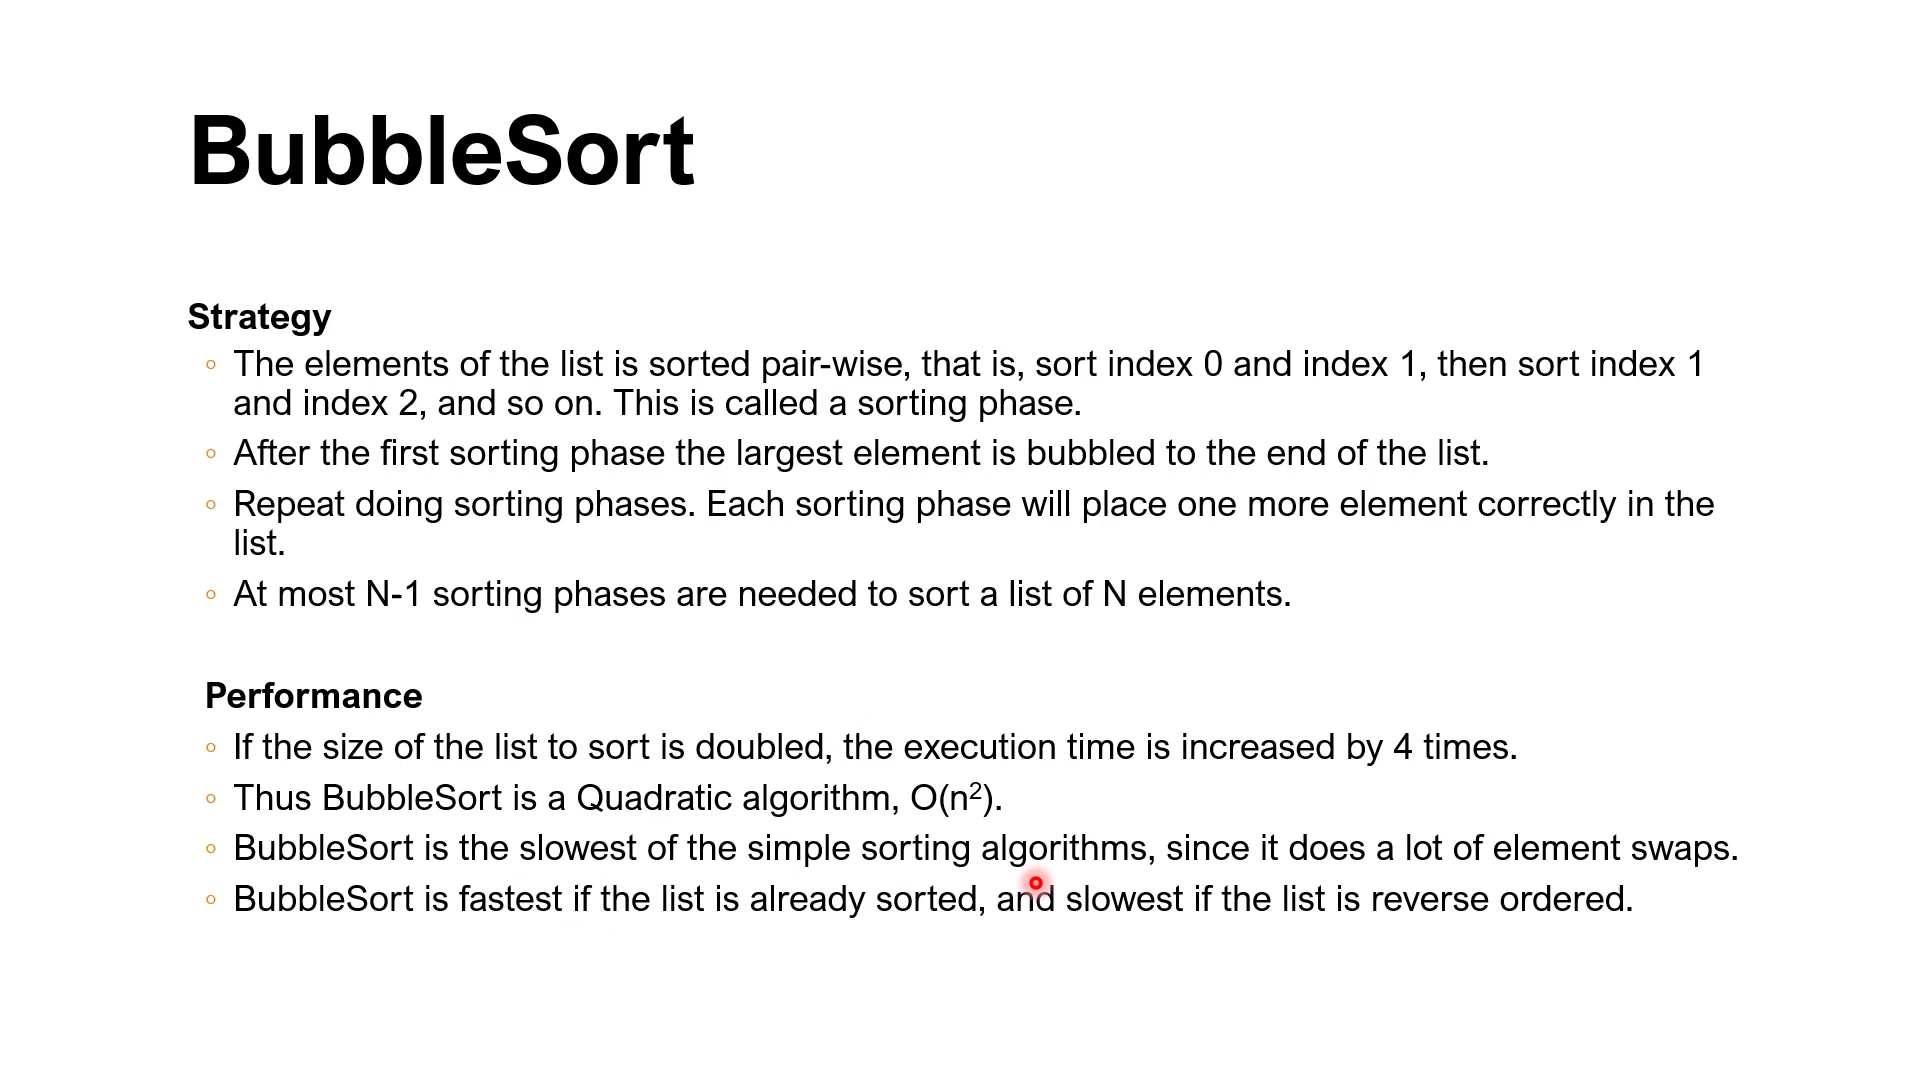 BubbleSort
Strategy
◦ The elements of the list is sorted pair-wise, that is, sort index 0 and index 1, then sort index 1
and index 2, and so on. This is called a sorting phase.
◦ After the first sorting phase the largest element is bubbled to the end of the list.
◦ Repeat doing sorting phases. Each sorting phase will place one more element correctly in the
list.
◦ At most N-1 sorting phases are needed to sort a list of N elements.
Performance
◦ If the size of the list to sort is doubled, the execution time is increased by 4 times.
◦ Thus BubbleSort is a Quadratic algorithm, O(n²).
◦ BubbleSort is the slowest of the simple sorting algorithms, since it does a lot of element swaps.
◦ BubbleSort is fastest if the list is already sorted, and slowest if the list is reverse ordered.